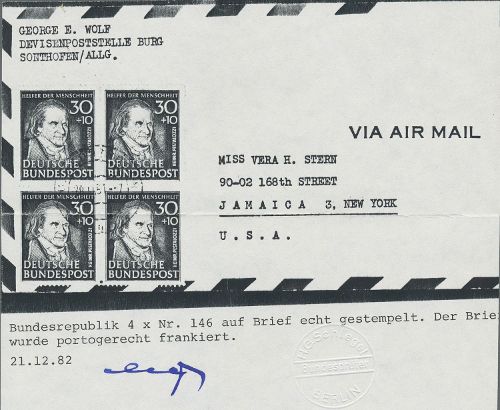 GEORGE E. WOLF
DEVISENPOSTSTELLE BURG
SONTHOFEN/ALLG.
HELFER DER MENSCHHEIT
30
+10
DEUTSCHE
BUNDESPOST
HELFER DER MENSCHHEIT
30
+10
DEUTSCHE
BUNDESPOST
HELFER DER MENSCHHEIT
30
+10
DEUTSCHE
BUNDESPOST
HELFER DER MENSCHHEIT
30
+10
DEUTSCHE
BUNDESPOST
VIA AIR MAIL
MISS VERA H. STERN
90-02 168th STREET
JAMAICA 3, NEW YORK
U.S.A.
Bundesrepublik 4 x Nr. 146 auf Brief echt gestempelt. Der Brie
wurde portogerecht frankiert.
21.12.82
BERLIN